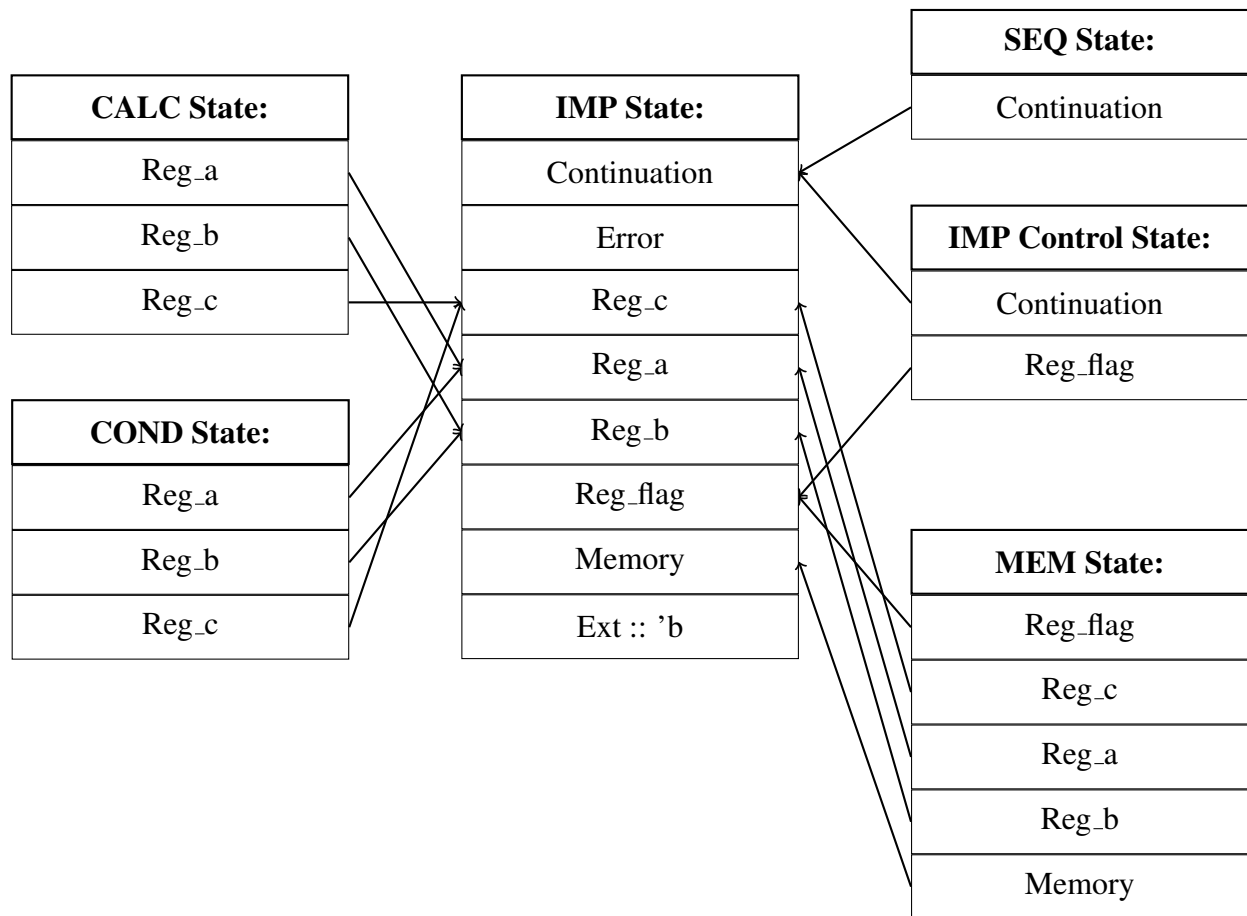 CALC State:
Reg_a
Reg_b
Reg_c
COND State:
Reg_a
Reg_b
Reg_c
IMP State:
Continuation
Error
Reg_c
Reg_a
Reg_b
Reg_flag
Memory
Ext :: ’b
SEQ State:
Continuation
IMP Control State:
Continuation
Reg_flag
MEM State:
Reg_flag
Reg_c
Reg_a
Reg_b
Memory